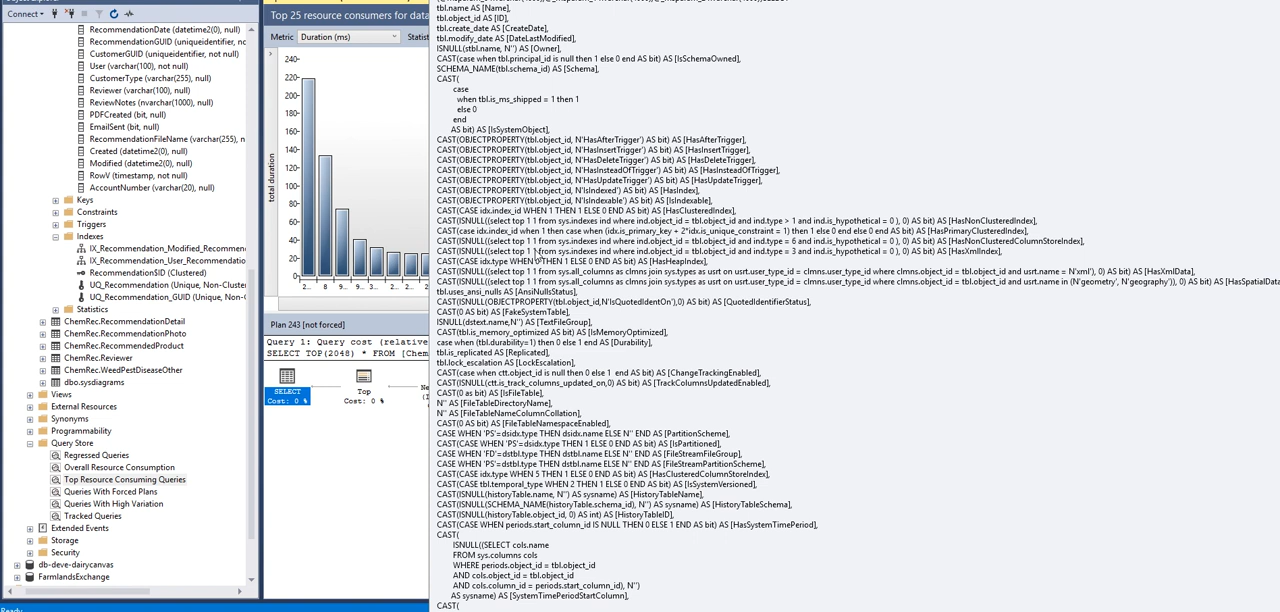 Connect
RecommendationDate (datetime2(0), null)
RecommendationGUID (uniqueidentifier, nc
CustomerGUID (uniqueidentifier, not null)
User (varchar(100), not null)
CustomerType (varchar(255), null)
Reviewer (varchar(100), null)
ReviewNotes (nvarchar(1000), null)
PDFCreated (bit, null)
EmailSent (bit, null)
RecommendationFileName (varchar(255), n
Created (datetime2(0), null)
Modified (datetime2(0), null)
RowV (timestamp, not null)
AccountNumber (varchar(20), null)
Keys
Constraints
Triggers
Indexes
IX_Recommendation_Modified_Recommen
IX_Recommendation_User_Recommendatio
RecommendationSID (Clustered)
UQ_Recommendation (Unique, Non-Cluster
UQ_Recommendation_GUID (Unique, Non-C
Statistics
ChemRec.RecommendationDetail
ChemRec.RecommendationPhoto
ChemRec.RecommendedProduct
ChemRec.Reviewer
ChemRec.WeedPestDiseaseOther
dbo.sysdiagrams
Views
External Resources
Synonyms
Programmability
Query Store
Regressed Queries
Overall Resource Consumption
Top Resource Consuming Queries
Queries With Forced Plans
Queries With High Variation
Tracked Queries
Extended Events
Storage
Security
db-deve-dairycanvas
FarmlandsExchange
Ready
Top 25 resource consumers for data
Metric Duration (ms) Statist
total duration
240
220
200
180
160
140
120
100
80
60
40
20
0
2... 8 9... 9... 3... 2... 2...
Plan 243 [not forced]
Query 1: Query cost (relative
SELECT TOP(2048) * FROM [Chem
SELECT
Cost: 0 %
Top
Cost: 0 %
Ne
tbl.name AS [Name],
tbl.object_id AS [ID],
tbl.create_date AS [CreateDate],
tbl.modify_date AS [DateLastModified],
ISNULL(stbl.name, N'') AS [Owner],
CAST(case when tbl.principal_id is null then 1 else 0 end AS bit) AS [IsSchemaOwned],
SCHEMA_NAME(tbl.schema_id) AS [Schema],
CAST(
case
when tbl.is_ms_shipped = 1 then 1
else 0
end
AS bit) AS [IsSystemObject],
CAST(OBJECTPROPERTY(tbl.object_id, N'HasAfterTrigger') AS bit) AS [HasAfterTrigger],
CAST(OBJECTPROPERTY(tbl.object_id, N'HasInsertTrigger') AS bit) AS [HasInsertTrigger],
CAST(OBJECTPROPERTY(tbl.object_id, N'HasDeleteTrigger') AS bit) AS [HasDeleteTrigger],
CAST(OBJECTPROPERTY(tbl.object_id, N'HasInsteadOfTrigger') AS bit) AS [HasInsteadOfTrigger],
CAST(OBJECTPROPERTY(tbl.object_id, N'HasUpdateTrigger') AS bit) AS [HasUpdateTrigger],
CAST(OBJECTPROPERTY(tbl.object_id, N'IsIndexed') AS bit) AS [HasIndex],
CAST(OBJECTPROPERTY(tbl.object_id, N'IsIndexable') AS bit) AS [IsIndexable],
CAST(CASE idx.index_id WHEN 1 THEN 1 ELSE 0 END AS bit) AS [HasClusteredIndex],
CAST(ISNULL((select top 1 1 from sys.indexes ind where ind.object_id = tbl.object_id and ind.type > 1 and ind.is_hypothetical = 0 ), 0) AS bit) AS [HasNonClusteredIndex],
CAST(case idx.index_id when 1 then case when (idx.is_primary_key + 2*idx.is_unique_constraint = 1) then 1 else 0 end else 0 end AS bit) AS [HasPrimaryClusteredIndex],
CAST(ISNULL((select top 1 1 from sys.indexes ind where ind.object_id = tbl.object_id and ind.type = 6 and ind.is_hypothetical = 0 ), 0) AS bit) AS [HasNonClusteredColumnStoreIndex],
CAST(ISNULL((select top 1 1 from sys.indexes ind where ind.object_id = tbl.object_id and ind.type = 3 and ind.is_hypothetical = 0 ), 0) AS bit) AS [HasXmlIndex],
CAST(CASE idx.type WHEN 0 THEN 1 ELSE 0 END AS bit) AS [HasHeapIndex],
CAST(ISNULL((select top 1 1 from sys.all_columns as clmns join sys.types as usrt on usrt.user_type_id = clmns.user_type_id where clmns.object_id = tbl.object_id and usrt.name = N'xml'), 0) AS bit) AS [HasXmlData],
CAST(ISNULL((select top 1 1 from sys.all_columns as clmns join sys.types as usrt on usrt.user_type_id = clmns.user_type_id where clmns.object_id = tbl.object_id and usrt.name in (N'geometry', N'geography')), 0) AS bit) AS [HasSpatialData
tbl.uses_ansi_nulls AS [AnsiNullsStatus],
CAST(ISNULL(OBJECTPROPERTY(tbl.object_id,N'IsQuotedIdentOn'),0) AS bit) AS [QuotedIdentifierStatus],
CAST(0 AS bit) AS [FakeSystemTable],
ISNULL(dstext.name,N'') AS [TextFileGroup],
CAST(tbl.is_memory_optimized AS bit) AS [IsMemoryOptimized],
case when (tbl.durability=1) then 0 else 1 end AS [Durability],
tbl.is_replicated AS [Replicated],
tbl.lock_escalation AS [LockEscalation],
CAST(case when ctt.object_id is null then 0 else 1  end AS bit) AS [ChangeTrackingEnabled],
CAST(ISNULL(ctt.is_track_columns_updated_on,0) AS bit) AS [TrackColumnsUpdatedEnabled],
CAST(0 as bit) AS [IsFileTable],
N'' AS [FileTableDirectoryName],
N'' AS [FileTableNameColumnCollation],
CAST(0 AS bit) AS [FileTableNamespaceEnabled],
CASE WHEN 'PS'=dsidx.type THEN dsidx.name ELSE N'' END AS [PartitionScheme],
CAST(CASE WHEN 'PS'=dsidx.type THEN 1 ELSE 0 END AS bit) AS [IsPartitioned],
CASE WHEN 'FD'=dstbl.type THEN dstbl.name ELSE N'' END AS [FileStreamFileGroup],
CASE WHEN 'PS'=dstbl.type THEN dstbl.name ELSE N'' END AS [FileStreamPartitionScheme],
CAST(CASE idx.type WHEN 5 THEN 1 ELSE 0 END AS bit) AS [HasClusteredColumnStoreIndex],
CAST(CASE tbl.temporal_type WHEN 2 THEN 1 ELSE 0 END AS bit) AS [IsSystemVersioned],
CAST(ISNULL(historyTable.name, N'') AS sysname) AS [HistoryTableName],
CAST(ISNULL(SCHEMA_NAME(historyTable.schema_id), N'') AS sysname) AS [HistoryTableSchema],
CAST(ISNULL(historyTable.object_id, 0) AS int) AS [HistoryTableID],
CAST(CASE WHEN periods.start_column_id IS NULL THEN 0 ELSE 1 END AS bit) AS [HasSystemTimePeriod],
CAST(
ISNULL((SELECT cols.name
FROM sys.columns cols
WHERE periods.object_id = tbl.object_id
AND cols.object_id = tbl.object_id
AND cols.column_id = periods.start_column_id), N'')
AS sysname) AS [SystemTimePeriodStartColumn],
CAST(